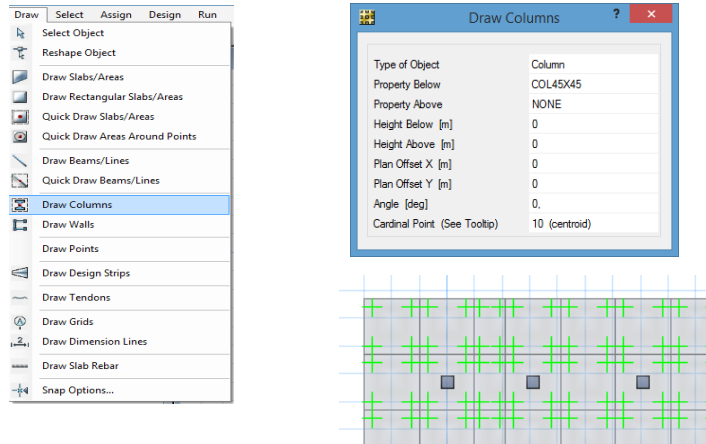 Draw Select Assign Design Run
Select Object
Reshape Object
Draw Slabs/Areas
Draw Rectangular Slabs/Areas
Quick Draw Slabs/Areas
Quick Draw Areas Around Points
Draw Beams/Lines
Quick Draw Beams/Lines
Draw Columns
Draw Walls
Draw Points
Draw Design Strips
Draw Tendons
A Draw Grids
2 Draw Dimension Lines
Draw Slab Rebar
Snap Options...
Draw Columns ? ×
Type of Object Column
Property Below COL45X45
Property Above NONE
Height Below [m] 0
Height Above [m] 0
Plan Offset X [m] 0
Plan Offset Y [m] 0
Angle [deg] 0,
Cardinal Point (See Tooltip) 10 (centroid)